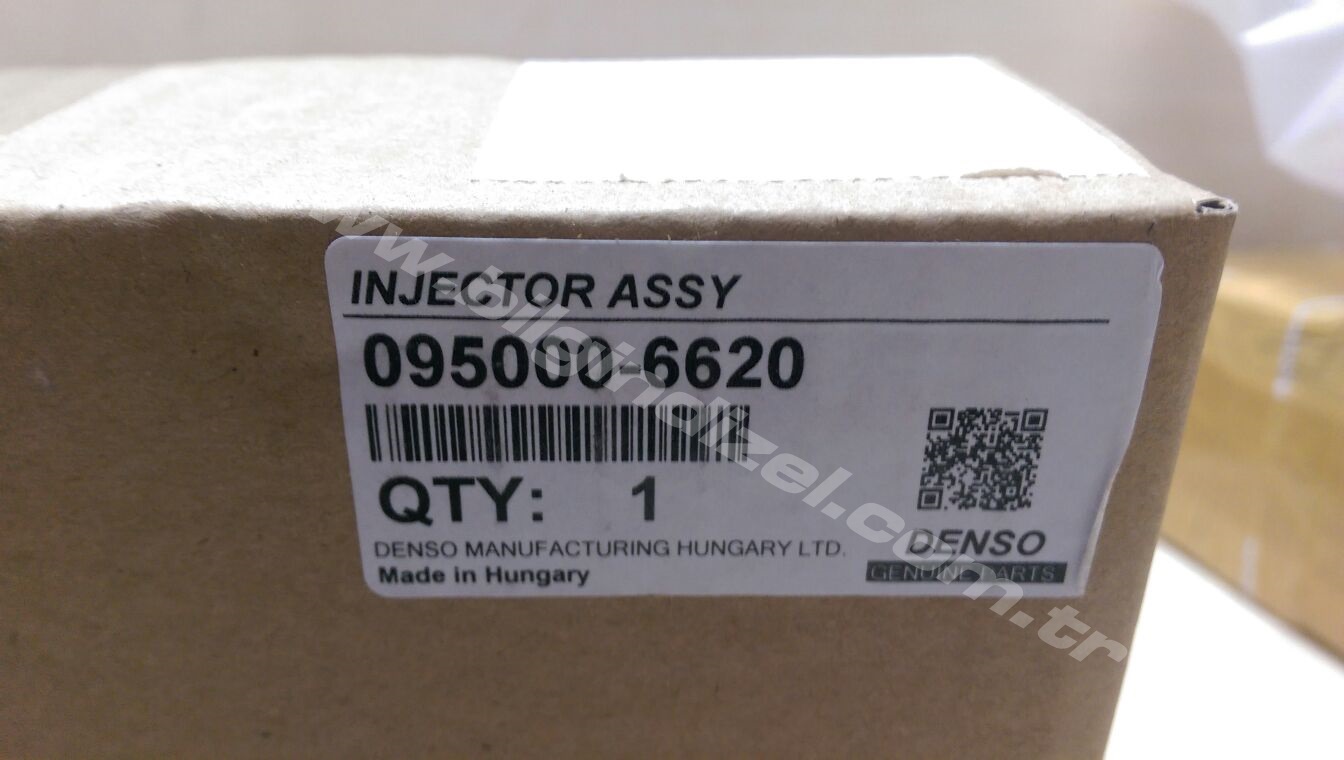 INJECTOR ASSY
095000-6620
QTY: 1
DENSO MANUFACTURING HUNGARY LTD.
Made in Hungary
DENSO
GENUINE PARTS
www.bilgindizel.com.tr